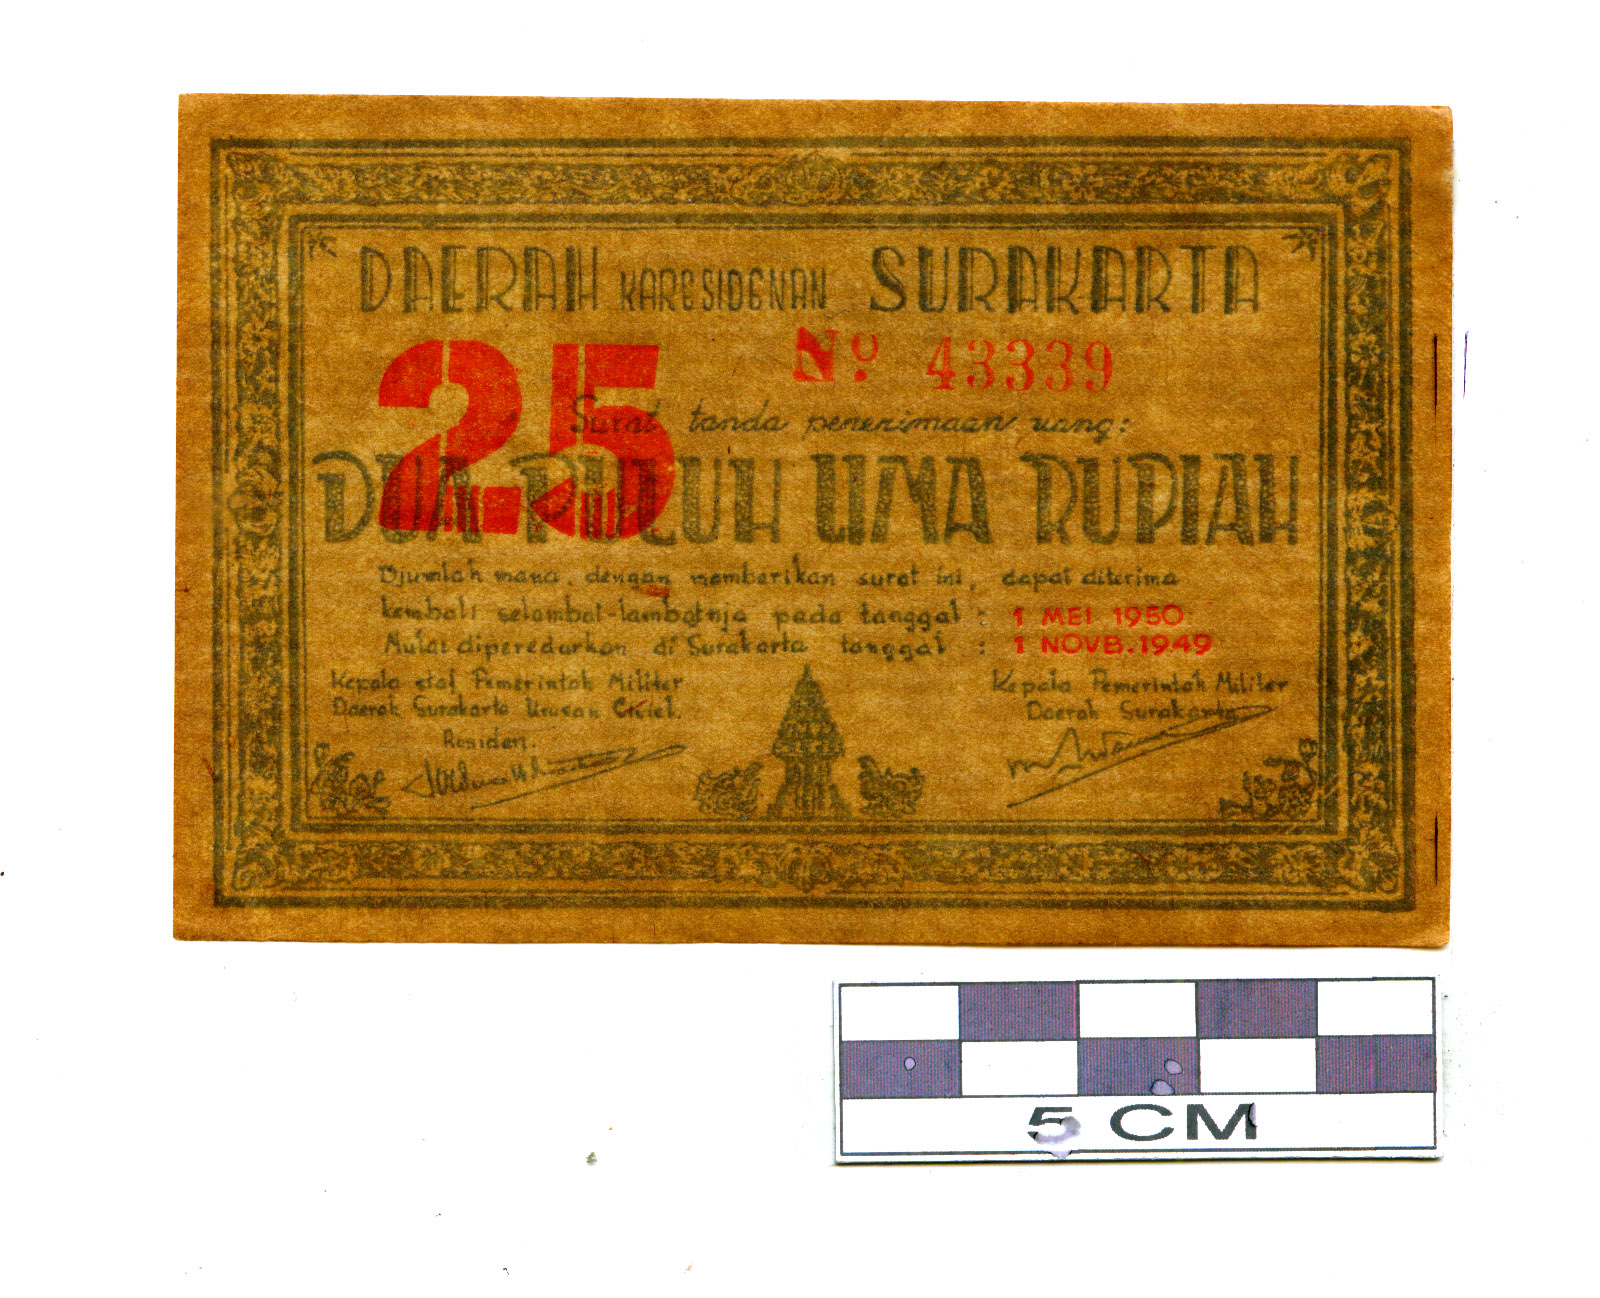 DAERAH KARESIDENAN SURAKARTA
25
No. 43339
Surat tanda penerimaan uang:
DUA PULUH LIMA RUPIAH
Djumlah mana, dengan memberikan surat ini, dapat diterima
kembali selambat-lambatnja pada tanggal : 1 MEI 1950
Mulai diperedarkan di Surakarta tanggal : 1 NOVB. 1949
Kepala staf Pemerintah Militer
Daerah Surakarta Urusan Civiel.
Residen.
Kepala Pemerintah Militer
Daerah Surakarta
5 CM